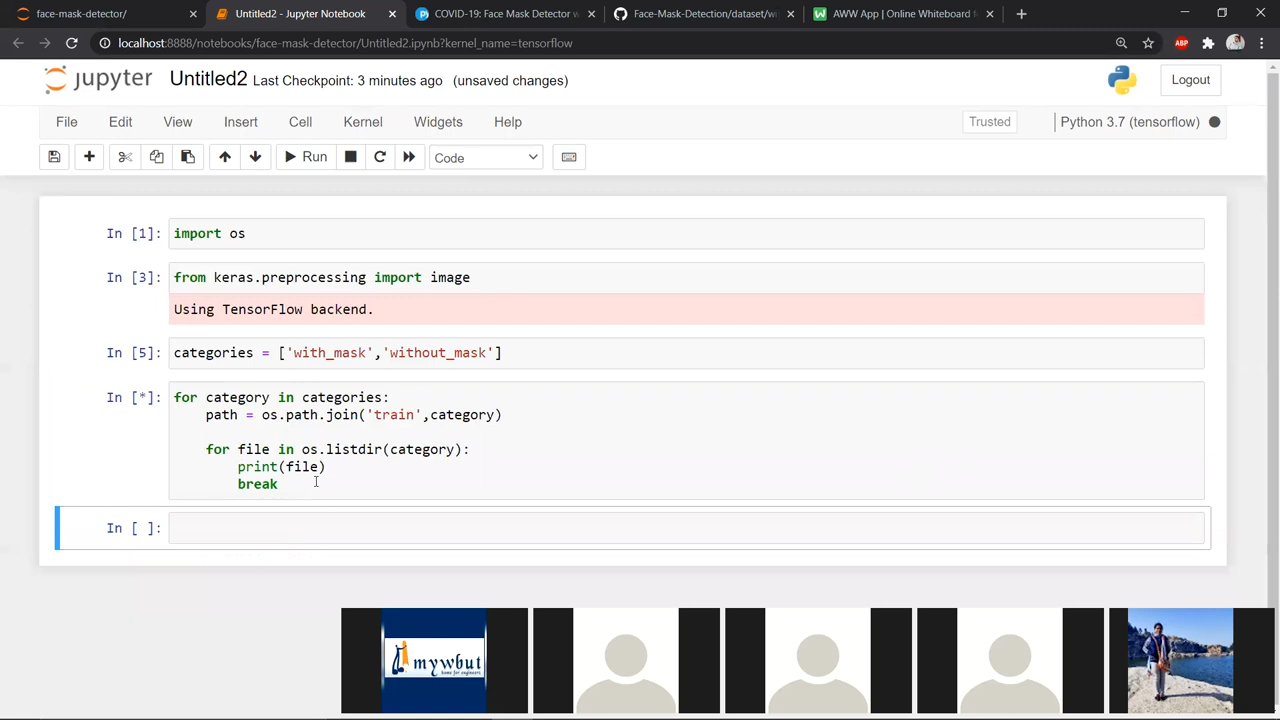 face-mask-detector/
Untitled2 - Jupyter Notebook
COVID-19: Face Mask Detector w
Face-Mask-Detection/dataset/wi
AWW App | Online Whiteboard f
localhost:8888/notebooks/face-mask-detector/Untitled2.ipynb?kernel_name=tensorflow
ABP
jupyter Untitled2 Last Checkpoint: 3 minutes ago (unsaved changes)
Logout
File Edit View Insert Cell Kernel Widgets Help
Trusted
Python 3.7 (tensorflow)
Run
Code
In [1]: import os
In [3]: from keras.preprocessing import image
Using TensorFlow backend.
In [5]: categories = ['with_mask','without_mask']
In [*]: for category in categories:
path = os.path.join('train',category)
for file in os.listdir(category):
print(file)
break
In [ ]:
mywbut
home for engineers